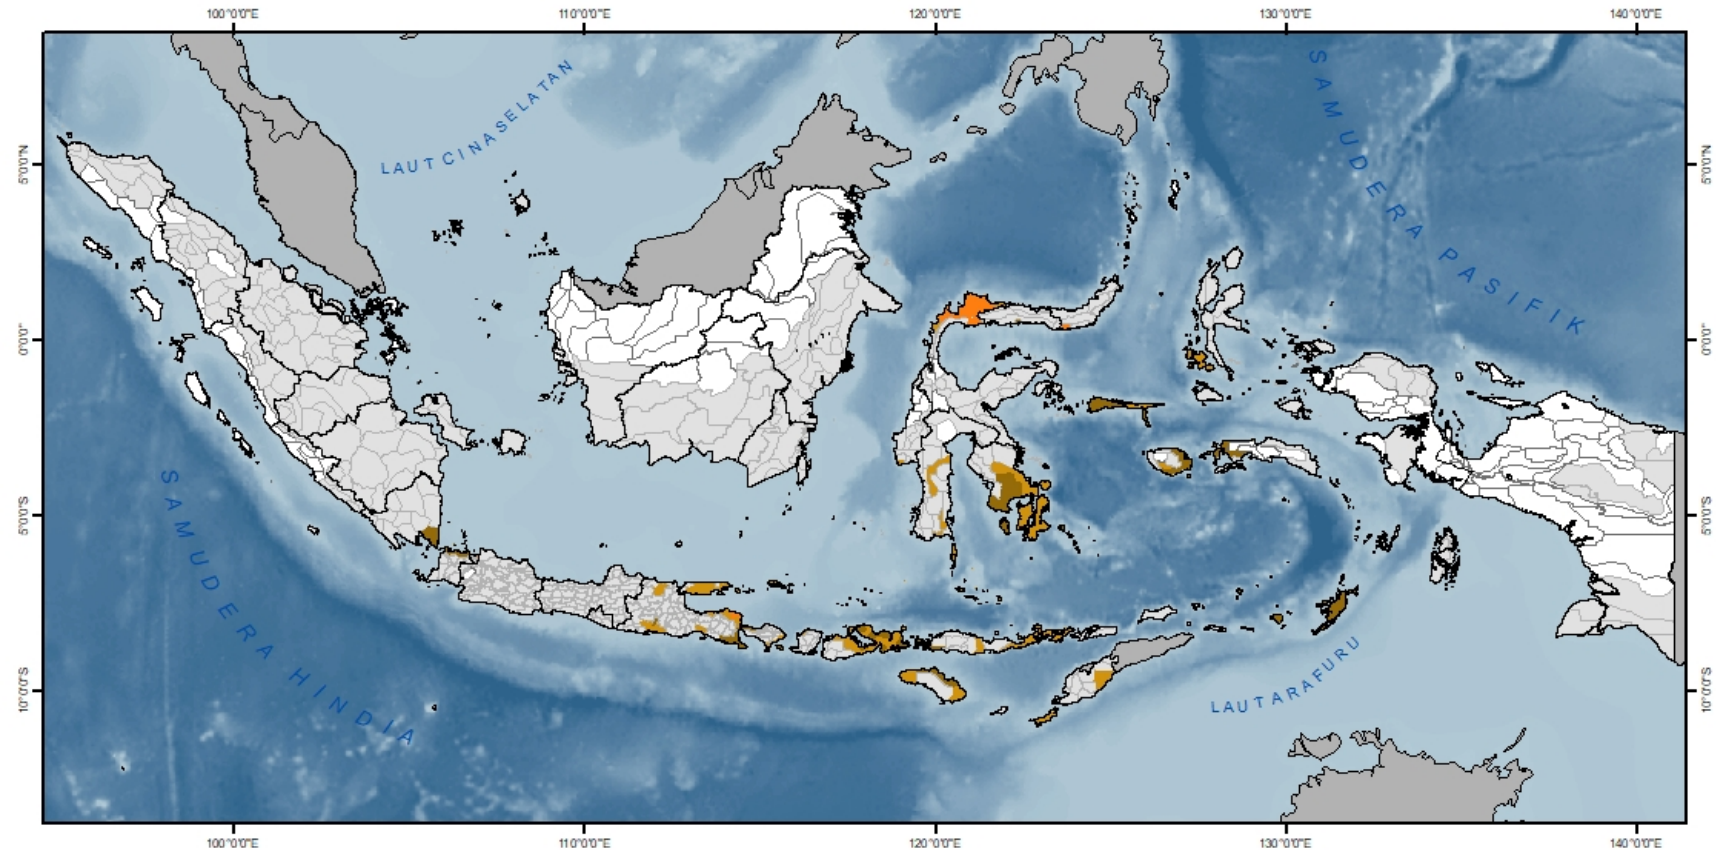 100°0'0"E 110°0'0"E 120°0'0"E 130°0'0"E 140°0'0"E
5°0'0"N
0°0'0"
5°0'0"S
10°0'0"S
LAUT CINA SELATAN
SAMUDERA PASIFIK
SAMUDERA HINDIA
LAUT ARAFURU
5°0'0"N
0°0'0"
5°0'0"S
10°0'0"S
100°0'0"E 110°0'0"E 120°0'0"E 130°0'0"E 140°0'0"E